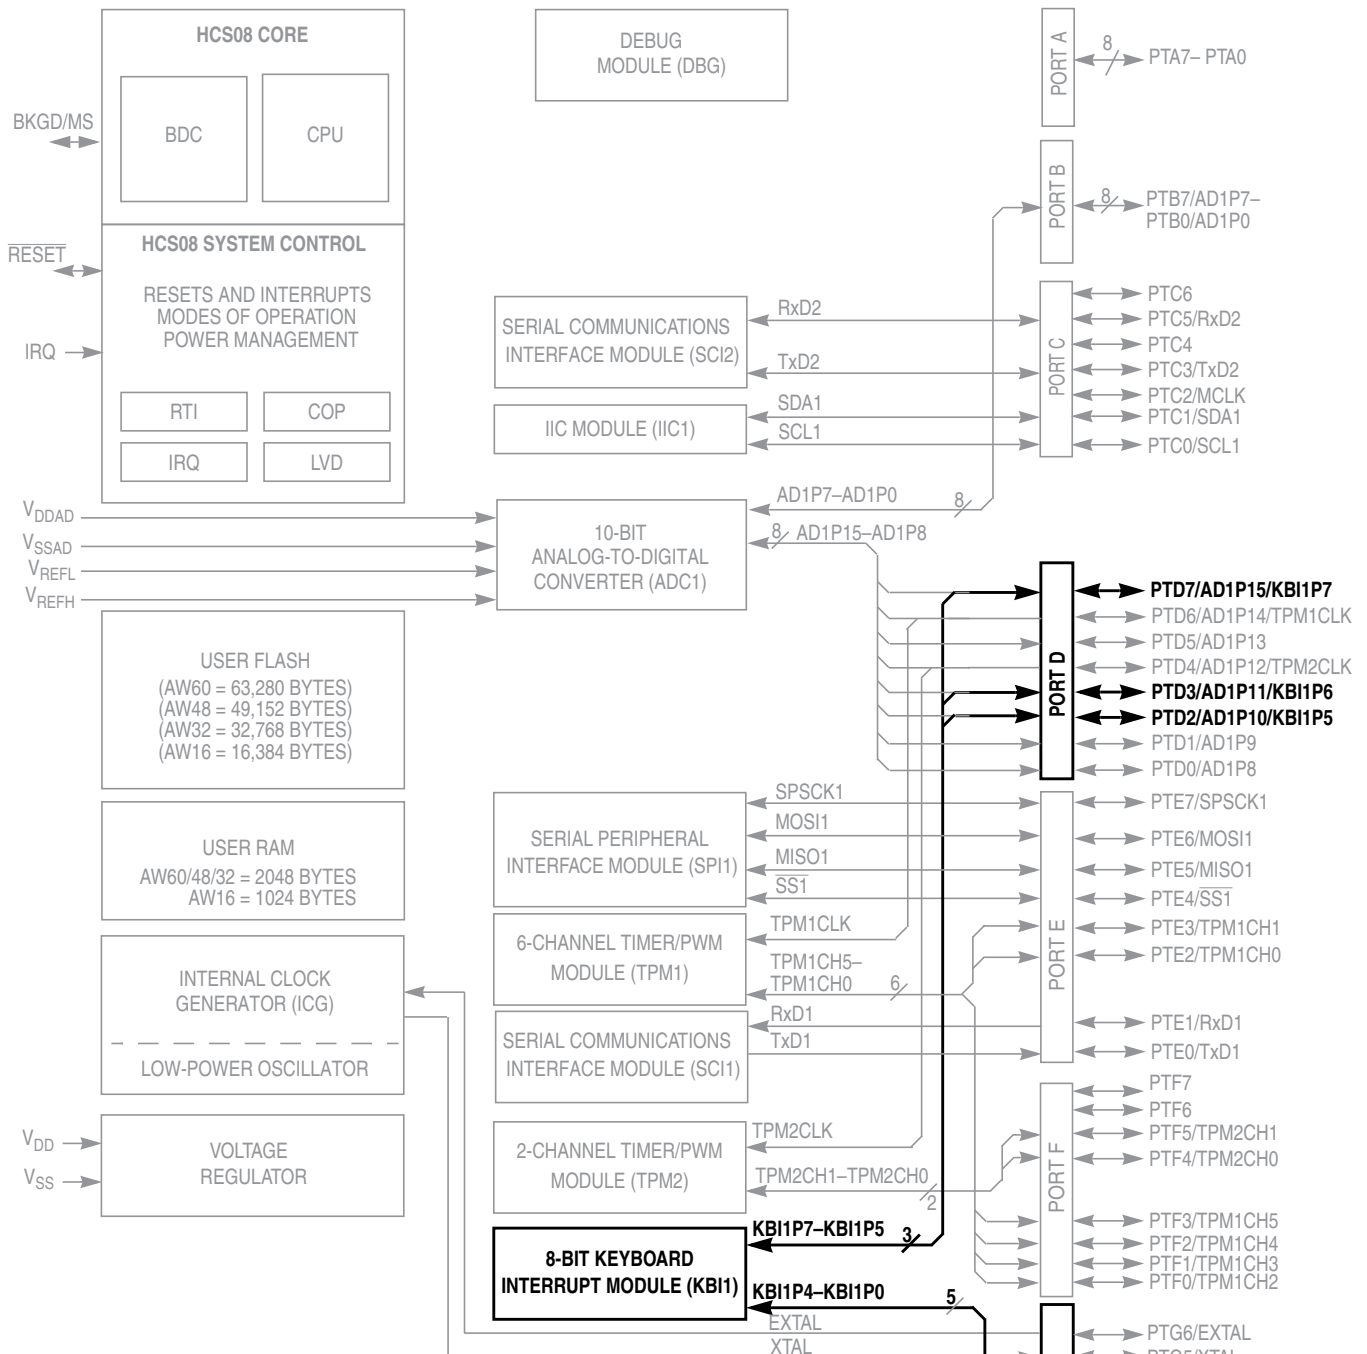 HCS08 CORE
BDC
CPU
BKGD/MS
HCS08 SYSTEM CONTROL
RESET
RESETS AND INTERRUPTS
MODES OF OPERATION
POWER MANAGEMENT
IRQ
RTI
COP
IRQ
LVD
VDDAD
VSSAD
VREFL
VREFH
USER FLASH
(AW60 = 63,280 BYTES)
(AW48 = 49,152 BYTES)
(AW32 = 32,768 BYTES)
(AW16 = 16,384 BYTES)
USER RAM
AW60/48/32 = 2048 BYTES
AW16 = 1024 BYTES
INTERNAL CLOCK
GENERATOR (ICG)
LOW-POWER OSCILLATOR
VDD
VSS
VOLTAGE
REGULATOR
DEBUG
MODULE (DBG)
SERIAL COMMUNICATIONS
INTERFACE MODULE (SCI2)
RxD2
TxD2
IIC MODULE (IIC1)
SDA1
SCL1
10-BIT
ANALOG-TO-DIGITAL
CONVERTER (ADC1)
AD1P7–AD1P0
8
8
AD1P15–AD1P8
SERIAL PERIPHERAL
INTERFACE MODULE (SPI1)
SPSCK1
MOSI1
MISO1
SS1
6-CHANNEL TIMER/PWM
MODULE (TPM1)
TPM1CLK
TPM1CH5–
TPM1CH0
6
SERIAL COMMUNICATIONS
INTERFACE MODULE (SCI1)
RxD1
TxD1
2-CHANNEL TIMER/PWM
MODULE (TPM2)
TPM2CLK
TPM2CH1–TPM2CH0
2
8-BIT KEYBOARD
INTERRUPT MODULE (KBI1)
KBI1P7–KBI1P5
3
KBI1P4–KBI1P0
5
EXTAL
XTAL
PORT A
8
PTA7– PTA0
PORT B
8
PTB7/AD1P7–
PTB0/AD1P0
PORT C
PTC6
PTC5/RxD2
PTC4
PTC3/TxD2
PTC2/MCLK
PTC1/SDA1
PTC0/SCL1
PORT D
PTD7/AD1P15/KBI1P7
PTD6/AD1P14/TPM1CLK
PTD5/AD1P13
PTD4/AD1P12/TPM2CLK
PTD3/AD1P11/KBI1P6
PTD2/AD1P10/KBI1P5
PTD1/AD1P9
PTD0/AD1P8
PORT E
PTE7/SPSCK1
PTE6/MOSI1
PTE5/MISO1
PTE4/SS1
PTE3/TPM1CH1
PTE2/TPM1CH0
PTE1/RxD1
PTE0/TxD1
PORT F
PTF7
PTF6
PTF5/TPM2CH1
PTF4/TPM2CH0
PTF3/TPM1CH5
PTF2/TPM1CH4
PTF1/TPM1CH3
PTF0/TPM1CH2
PTG6/EXTAL